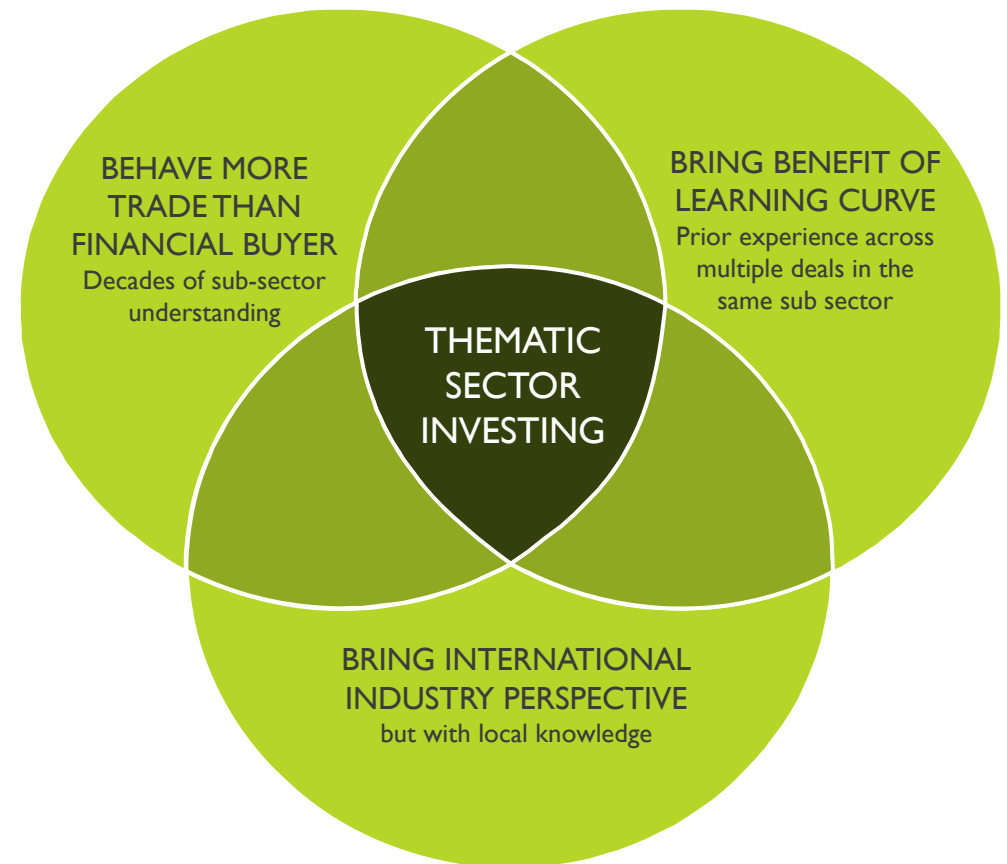 BEHAVE MORE
TRADE THAN
FINANCIAL BUYER
Decades of sub-sector
understanding
BRING BENEFIT OF
LEARNING CURVE
Prior experience across
multiple deals in the
same sub sector
THEMATIC
SECTOR
INVESTING
BRING INTERNATIONAL
INDUSTRY PERSPECTIVE
but with local knowledge